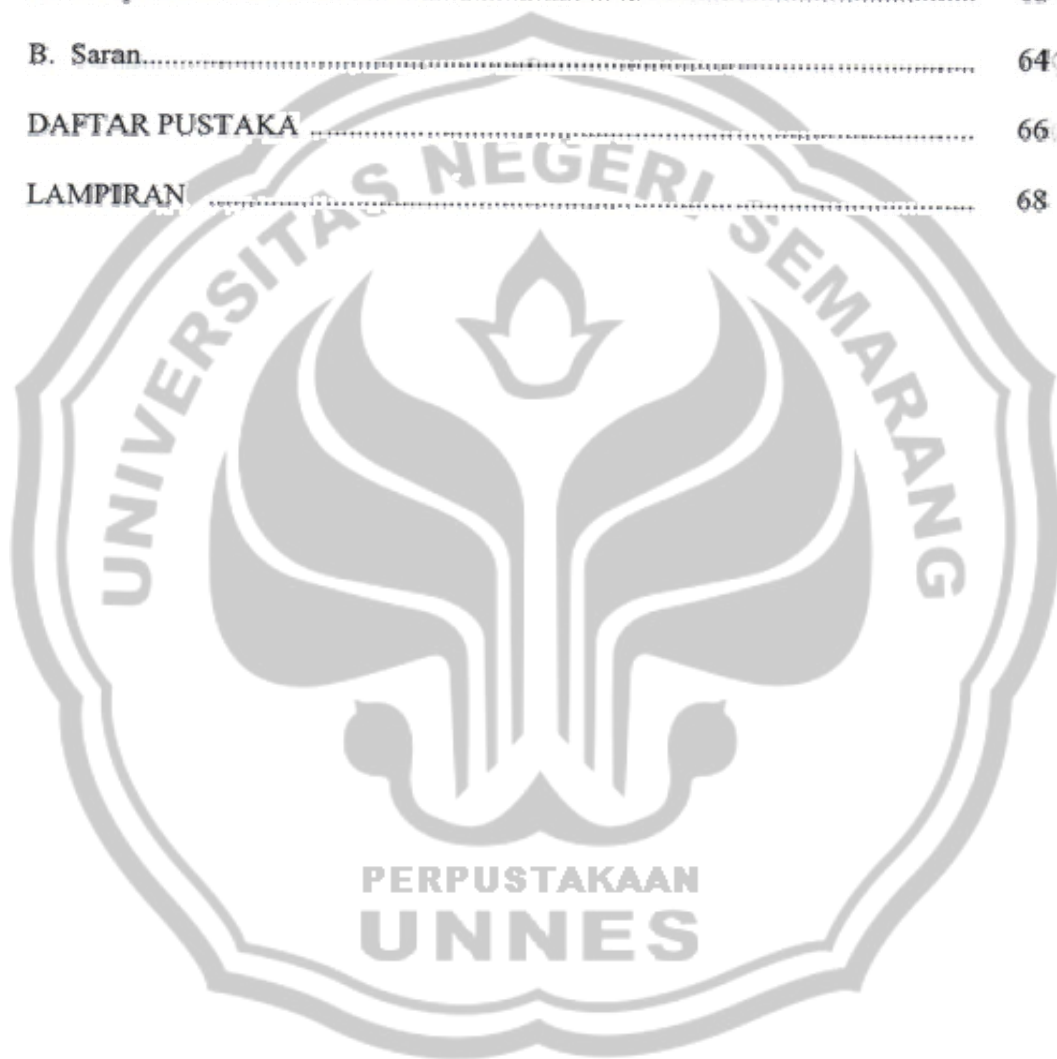 B. Saran........................................................................ 64
DAFTAR PUSTAKA ........................................................ 66
LAMPIRAN ................................................................ 68
UNIVERSITAS NEGERI SEMARANG
PERPUSTAKAAN
UNNES